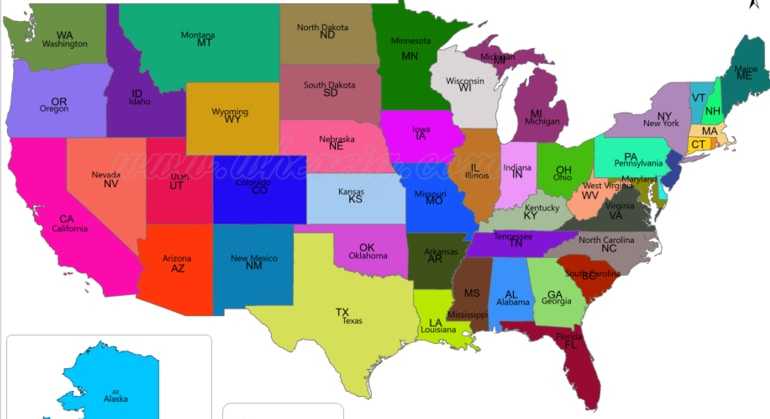 WA
Washington
Montana
MT
North Dakota
ND
Minnesota
MN
Michigan
MI
Maine
ME
OR
Oregon
ID
Idaho
Wyoming
WY
South Dakota
SD
Wisconsin
WI
MI
Michigan
NY
New York
VT
NH
MA
CT
Nevada
NV
Utah
UT
Colorado
CO
Nebraska
NE
Iowa
IA
IL
Illinois
Indiana
IN
OH
Ohio
PA
Pennsylvania
CA
California
Kansas
KS
Missouri
MO
Kentucky
KY
West Virginia
WV
Maryland
Virginia
VA
Arizona
AZ
New Mexico
NM
OK
Oklahoma
Arkansas
AR
Tennessee
TN
North Carolina
NC
South Carolina
SC
TX
Texas
LA
Louisiana
MS
Mississippi
AL
Alabama
GA
Georgia
Florida
FL
AK
Alaska